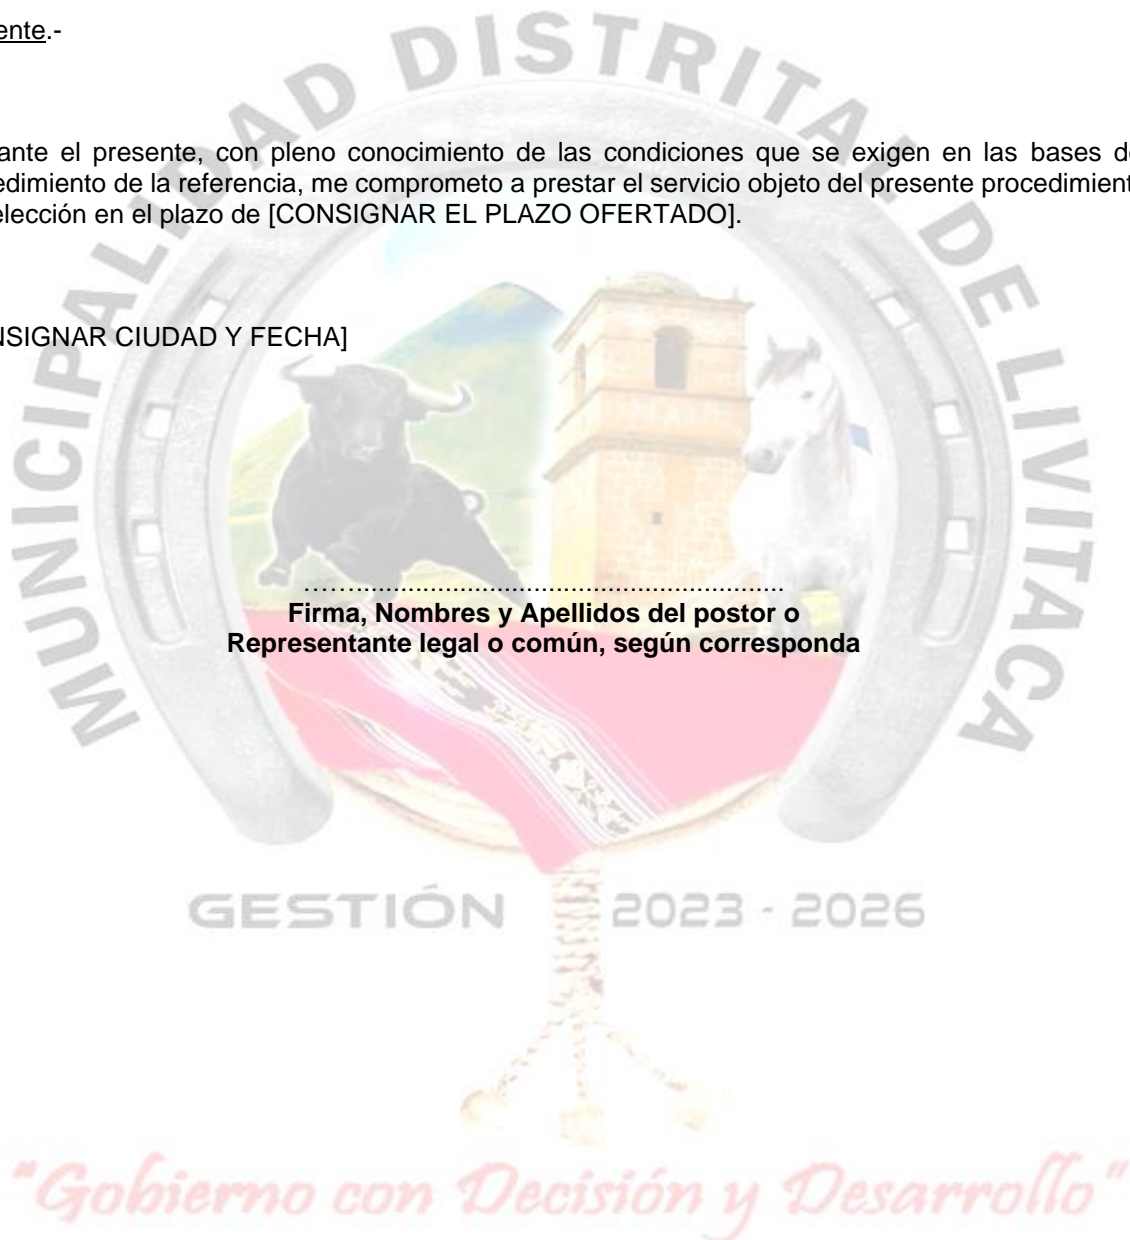 ente.-
MUNICIPALIDAD DISTRITAL DE LIVITACA
ante el presente, con pleno conocimiento de las condiciones que se exigen en las bases de
edimiento de la referencia, me comprometo a prestar el servicio objeto del presente procedimient
elección en el plazo de [CONSIGNAR EL PLAZO OFERTADO].
NSIGNAR CIUDAD Y FECHA]
…….............................................................
Firma, Nombres y Apellidos del postor o
Representante legal o común, según corresponda
GESTIÓN 2023 - 2026
"Gobierno con Decisión y Desarrollo"